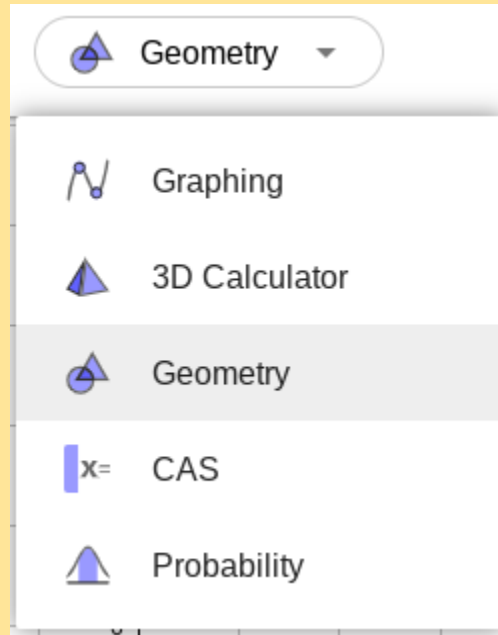 Geometry
Graphing
3D Calculator
Geometry
x=
CAS
Probability